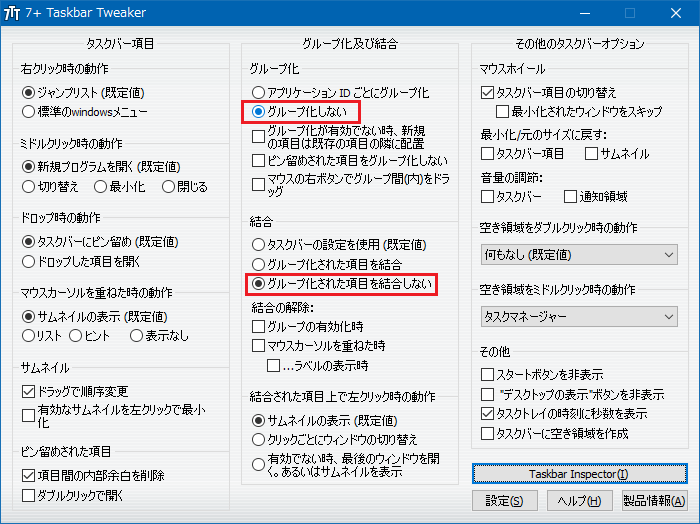 7+ Taskbar Tweaker
タスクバー項目
右クリック時の動作
ジャンプリスト (既定値)
標準のwindowsメニュー
ミドルクリック時の動作
新規プログラムを開く (既定値)
切り替え 最小化 閉じる
ドロップ時の動作
タスクバーにピン留め (既定値)
ドロップした項目を開く
マウスカーソルを重ねた時の動作
サムネイルの表示 (既定値)
リスト ヒント 表示なし
サムネイル
ドラッグで順序変更
有効なサムネイルを左クリックで最小
化
ピン留めされた項目
項目間の内部余白を削除
ダブルクリックで開く
グループ化及び結合
グループ化
アプリケーション ID ごとにグループ化
グループ化しない
グループ化が有効でない時、新規
の項目は既存の項目の隣に配置
ピン留めされた項目をグループ化しない
マウスの右ボタンでグループ間(内)をド
ラッグ
結合
タスクバーの設定を使用 (既定値)
グループ化された項目を結合
グループ化された項目を結合しない
結合の解除:
グループの有効化時
マウスカーソルを重ねた時
...ラベルの表示時
結合された項目上で左クリック時の動作
サムネイルの表示 (既定値)
クリックごとにウィンドウの切り替え
有効でない時、最後のウィンドウを開
く。あるいはサムネイルを表示
その他のタスクバーオプション
マウスホイール
タスクバー項目の切り替え
最小化されたウィンドウをスキップ
最小化/元のサイズに戻す:
タスクバー項目 サムネイル
音量の調節:
タスクバー 通知領域
空き領域をダブルクリック時の動作
何もなし (既定値)
空き領域をミドルクリック時の動作
タスクマネージャー
その他
スタートボタンを非表示
"デスクトップの表示"ボタンを非表示
タスクトレイの時刻に秒数を表示
タスクバーに空き領域を作成
Taskbar Inspector(I)
設定(S) ヘルプ(H) 製品情報(A)